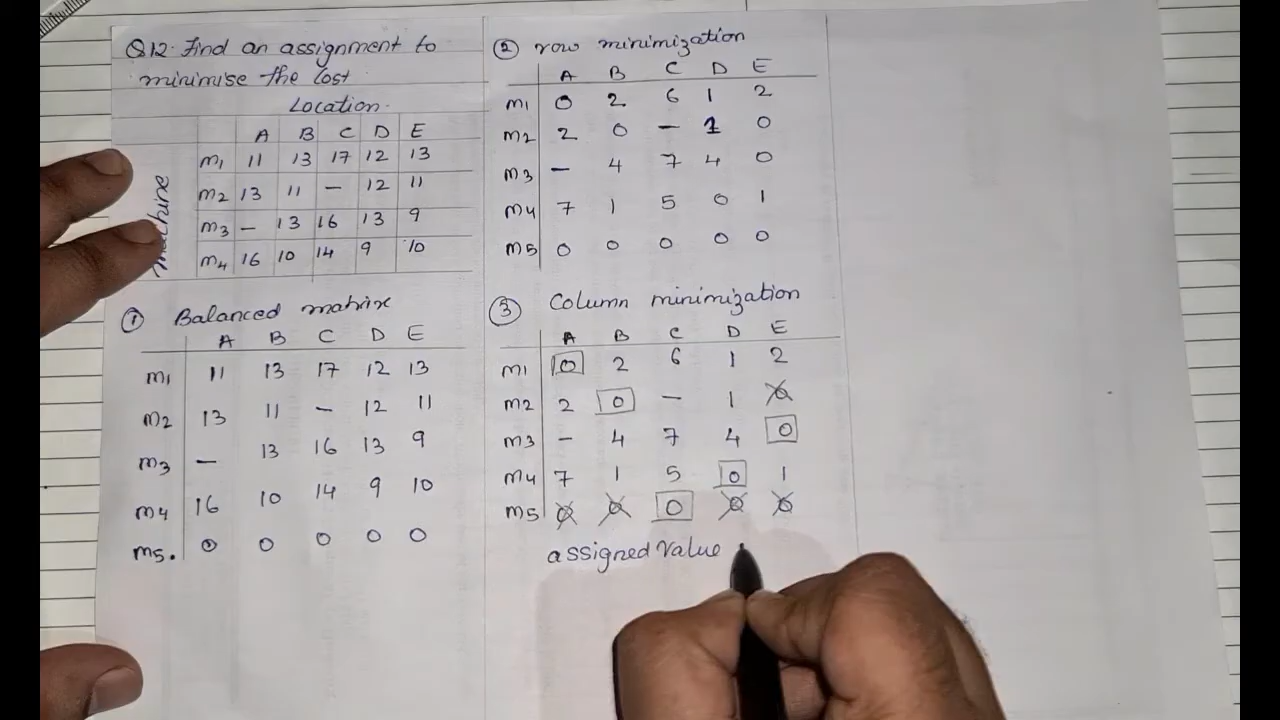 Q12. Find an assignment to
minimise the cost
Location.
A B C D E
Machine
M1 11 13 17 12 13
M2 13 11 — 12 11
M3 — 13 16 13 9
M4 16 10 14 9 10
① Balanced matrix
A B C D E
M1 11 13 17 12 13
M2 13 11 — 12 11
M3 — 13 16 13 9
M4 16 10 14 9 10
M5. 0 0 0 0 0
② row minimization
A B C D E
M1 0 2 6 1 2
M2 2 0 — 1 0
M3 — 4 7 4 0
M4 7 1 5 0 1
M5 0 0 0 0 0
③ Column minimization
A B C D E
M1 0 2 6 1 2
M2 2 0 — 1 0
M3 — 4 7 4 0
M4 7 1 5 0 1
M5 0 0 0 0 0
assigned value